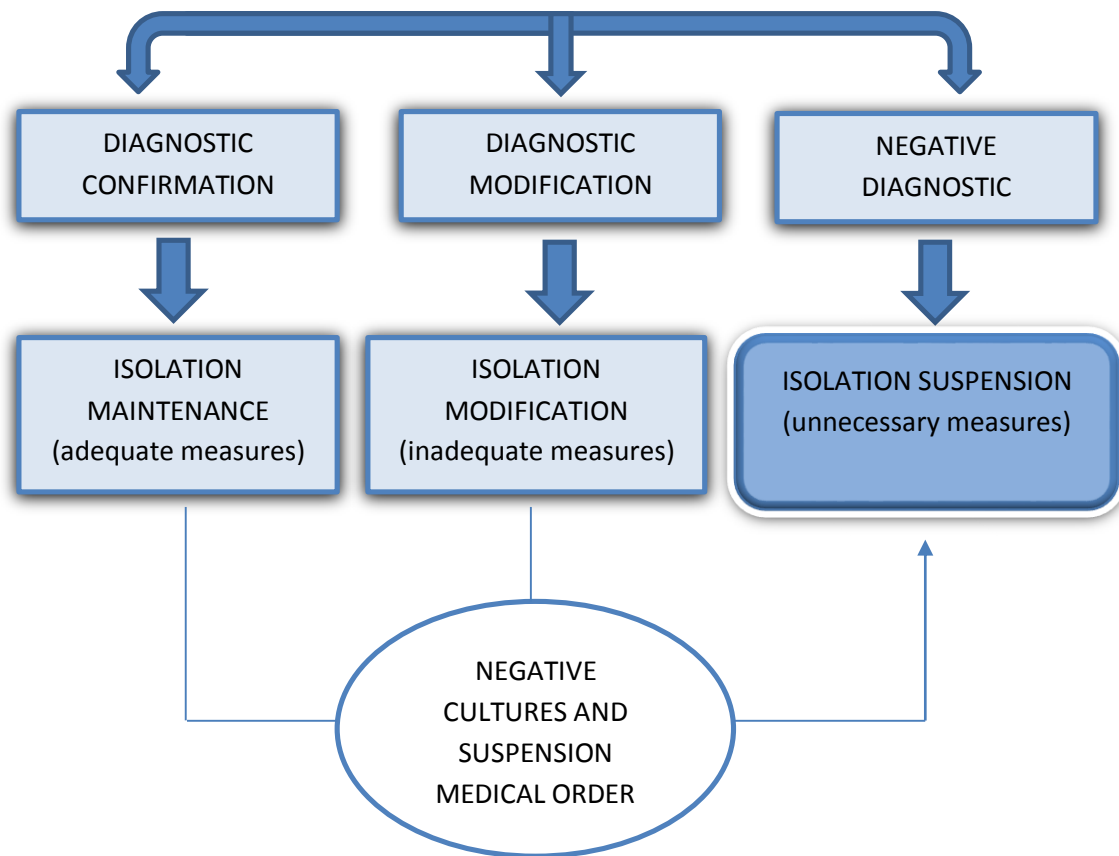 DIAGNOSTIC
CONFIRMATION
DIAGNOSTIC
MODIFICATION
NEGATIVE
DIAGNOSTIC
ISOLATION
MAINTENANCE
(adequate measures)
ISOLATION
MODIFICATION
(inadequate measures)
ISOLATION SUSPENSION
(unnecessary measures)
NEGATIVE
CULTURES AND
SUSPENSION
MEDICAL ORDER